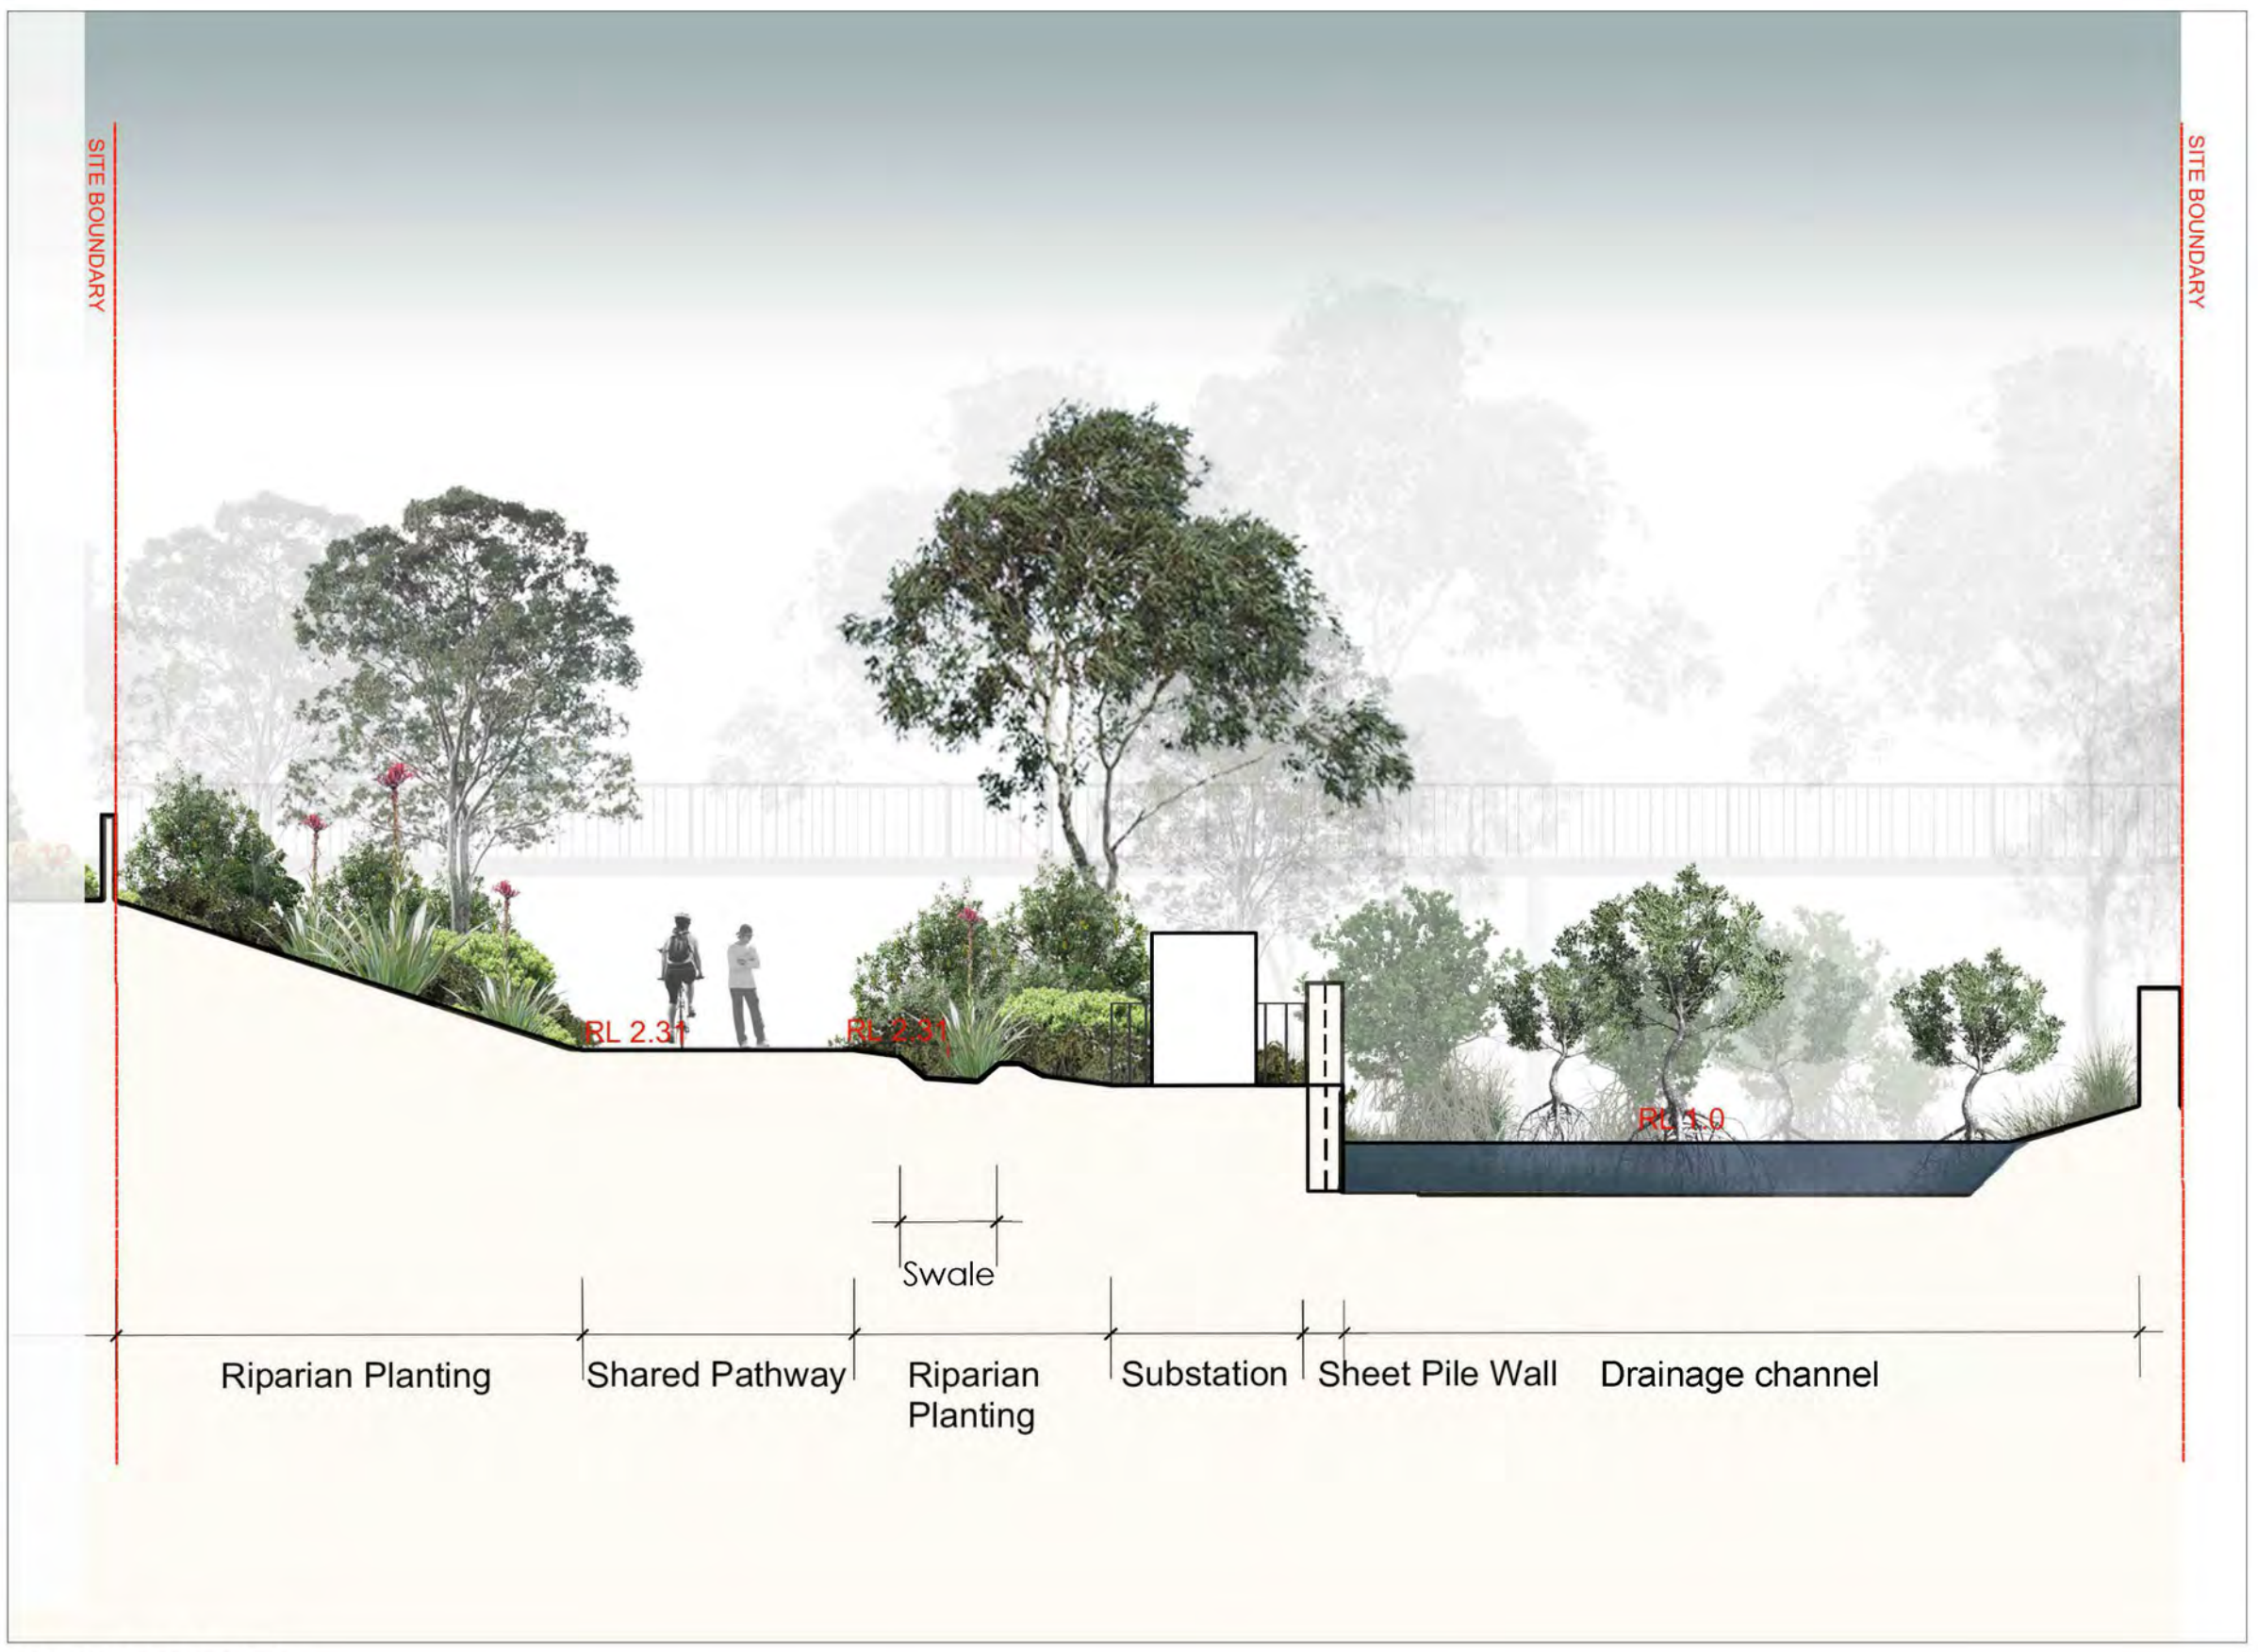 SITE BOUNDARY
SITE BOUNDARY
RL 2.31
RL 2.31
RL 1.0
Swale
Riparian Planting
Shared Pathway
Riparian
Planting
Substation
Sheet Pile Wall
Drainage channel